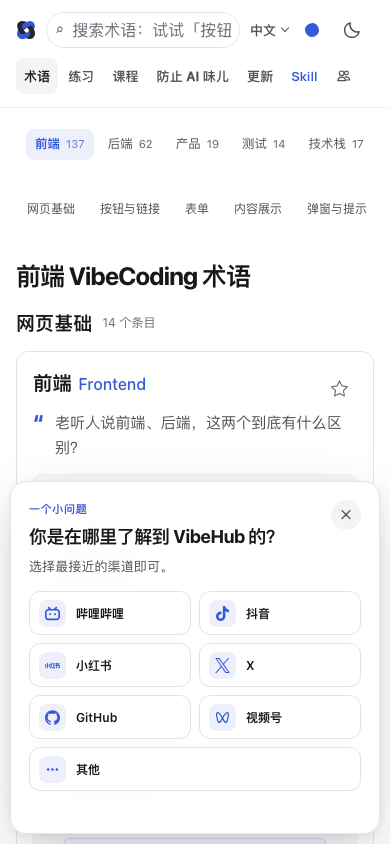 搜索术语：试试「按钮
中文
术语
练习
课程
防止 AI 味儿
更新
Skill
前端 137
后端 62
产品 19
测试 14
技术栈 17
网页基础
按钮与链接
表单
内容展示
弹窗与提示
前端 VibeCoding 术语
网页基础 14 个条目
前端 Frontend
“ 老听人说前端、后端，这两个到底有什么区
别？
一个小问题
你是在哪里了解到 VibeHub 的？
选择最接近的渠道即可。
哔哩哔哩
抖音
小红书
小红书
X
GitHub
视频号
其他